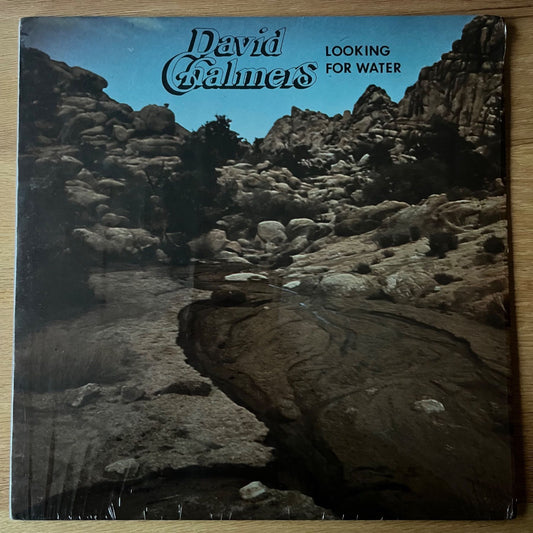 David
Chalmers
LOOKING
FOR WATER